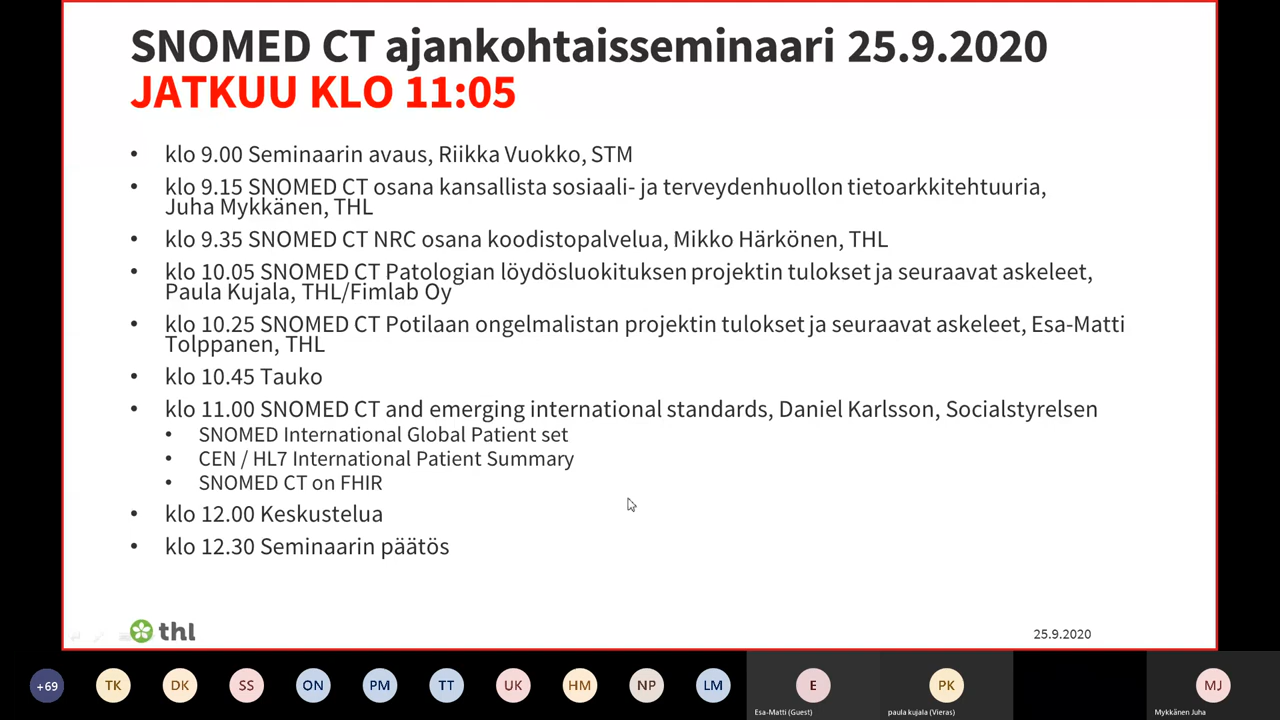 SNOMED CT ajankohtaisseminaari 25.9.2020
JATKUU KLO 11:05
• klo 9.00 Seminaarin avaus, Riikka Vuokko, STM
• klo 9.15 SNOMED CT osana kansallista sosiaali- ja terveydenhuollon tietoarkkitehtuuria,
Juha Mykkänen, THL
• klo 9.35 SNOMED CT NRC osana koodistopalvelua, Mikko Härkönen, THL
• klo 10.05 SNOMED CT Patologian löydösluokituksen projektin tulokset ja seuraavat askeleet,
Paula Kujala, THL/Fimlab Oy
• klo 10.25 SNOMED CT Potilaan ongelmalistan projektin tulokset ja seuraavat askeleet, Esa-Matti
Tolppanen, THL
• klo 10.45 Tauko
• klo 11.00 SNOMED CT and emerging international standards, Daniel Karlsson, Socialstyrelsen
• SNOMED International Global Patient set
• CEN / HL7 International Patient Summary
• SNOMED CT on FHIR
• klo 12.00 Keskustelua
• klo 12.30 Seminaarin päätös
thl
25.9.2020
+69 TK DK SS ON PM TT UK HM NP LM E PK MJ
Esa-Matti (Guest) paula kujala (Vieras) Mykkänen Juha